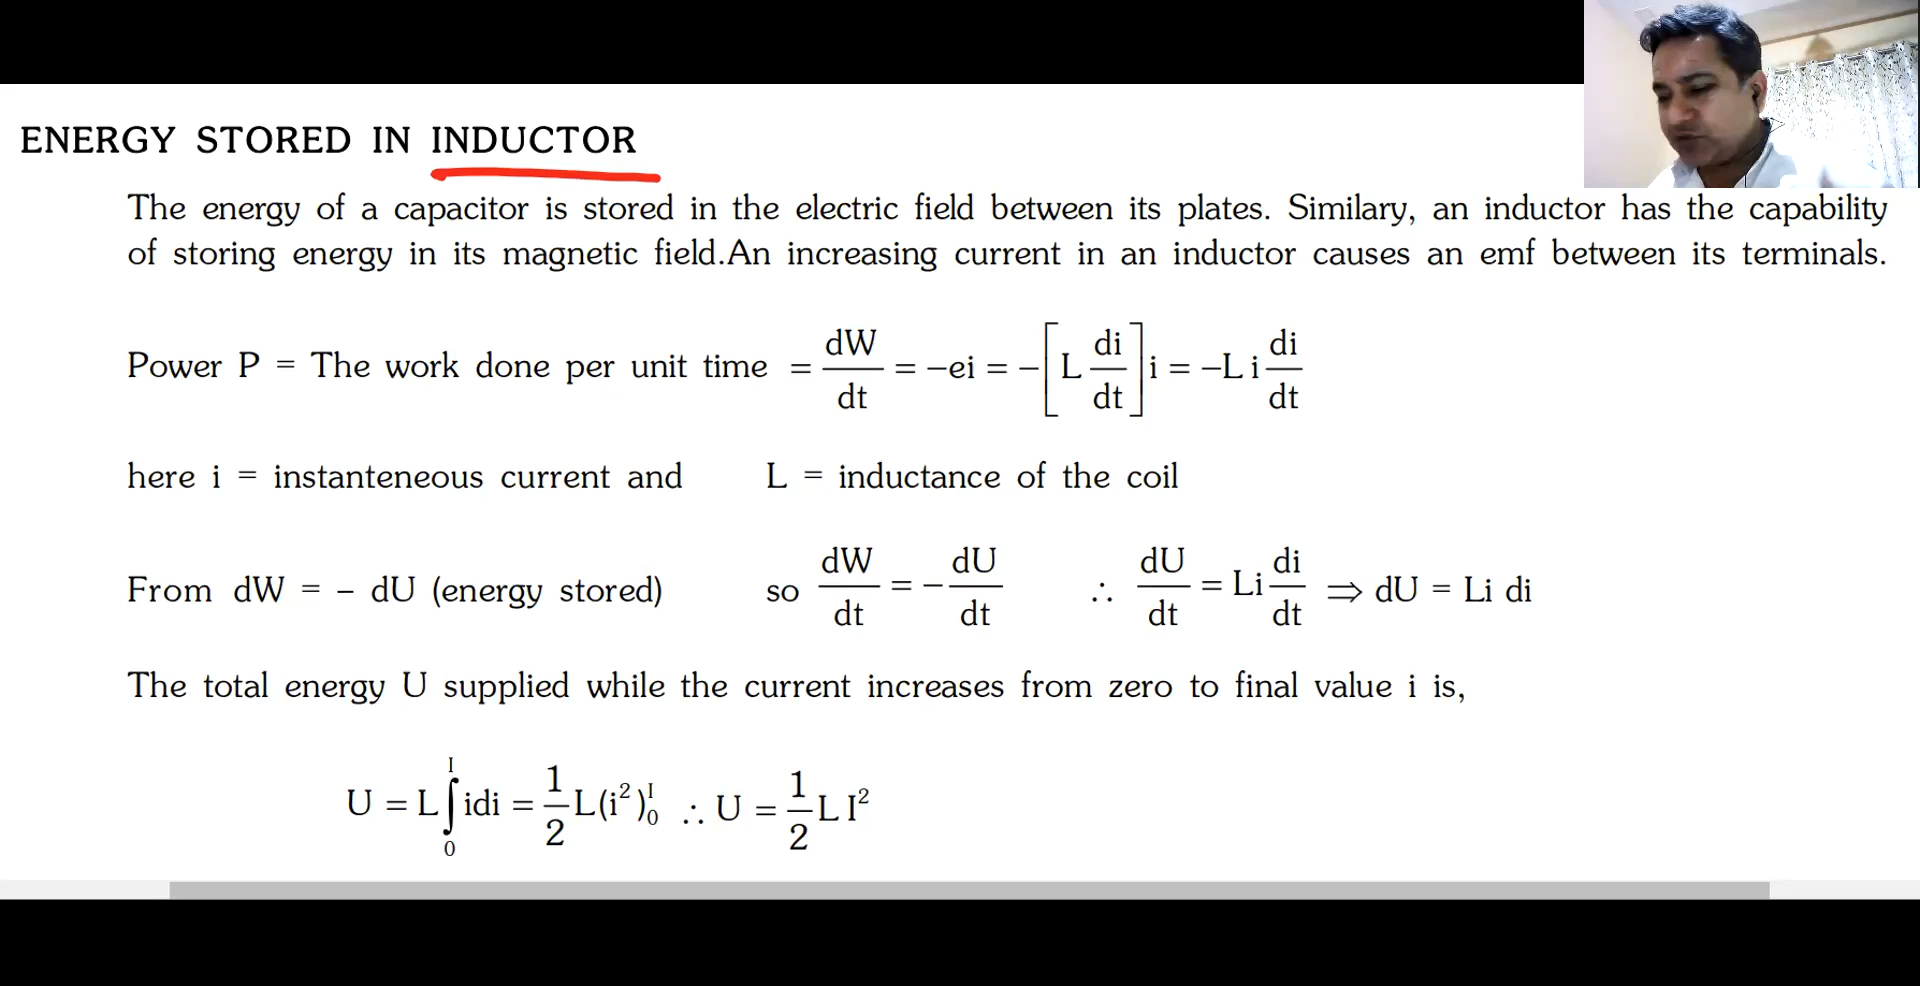 ENERGY STORED IN INDUCTOR
The energy of a capacitor is stored in the electric field between its plates. Similary, an inductor has the capability
of storing energy in its magnetic field.An increasing current in an inductor causes an emf between its terminals.
Power P = The work done per unit time = dW/dt = −ei = −[L di/dt] i = −L i di/dt
here i = instanteneous current and L = inductance of the coil
From dW = – dU (energy stored) so dW/dt = − dU/dt ∴ dU/dt = Li di/dt ⇒ dU = Li di
The total energy U supplied while the current increases from zero to final value i is,
U = L∫₀ᴵ idi = 1/2 L(i²)₀ᴵ ∴ U = 1/2 L I²